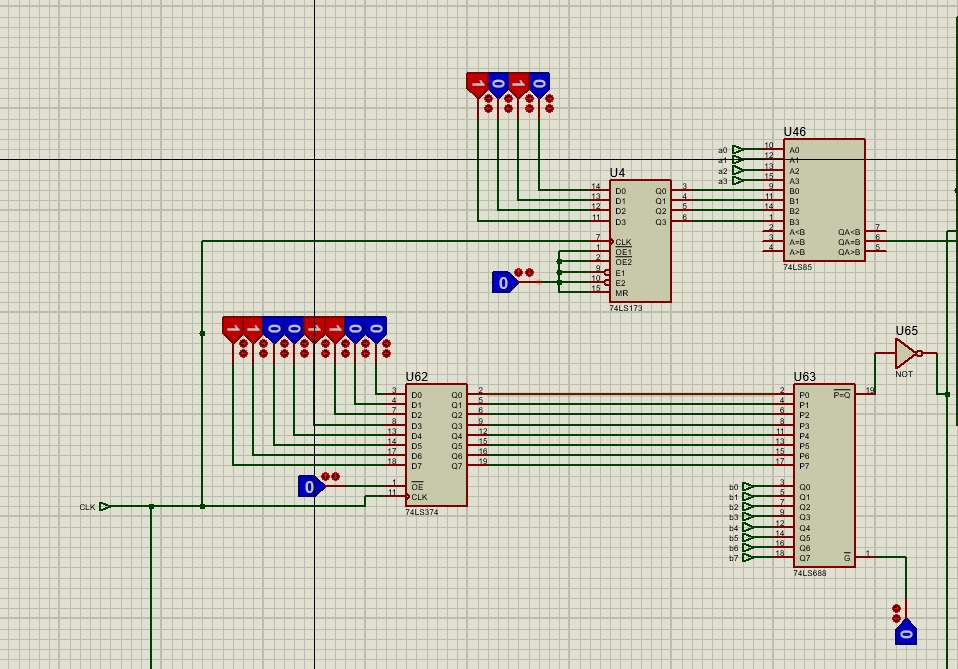 1 0 1 0
U46
a0 10 A0
a1 12 A1
a2 13 A2
a3 15 A3
9 B0
11 B1
14 B2
1 B3
2 A<B QA<B 7
3 A=B QA=B 6
4 A>B QA>B 5
74LS85
U4
14 D0 Q0 3
13 D1 Q1 4
12 D2 Q2 5
11 D3 Q3 6
7 CLK
1 OE1
2 OE2
9 E1
10 E2
15 MR
74LS173
0
1 1 0 0 1 1 0 0
U65
NOT
U62
3 D0 Q0 2
4 D1 Q1 5
7 D2 Q2 6
8 D3 Q3 9
13 D4 Q4 12
14 D5 Q5 15
17 D6 Q6 16
18 D7 Q7 19
1 OE
11 CLK
74LS374
0
CLK
U63
2 P0 P=Q 19
4 P1
6 P2
8 P3
11 P4
13 P5
15 P6
17 P7
b0 3 Q0
b1 5 Q1
b2 7 Q2
b3 9 Q3
b4 12 Q4
b5 14 Q5
b6 16 Q6
b7 18 Q7 G 1
74LS688
0